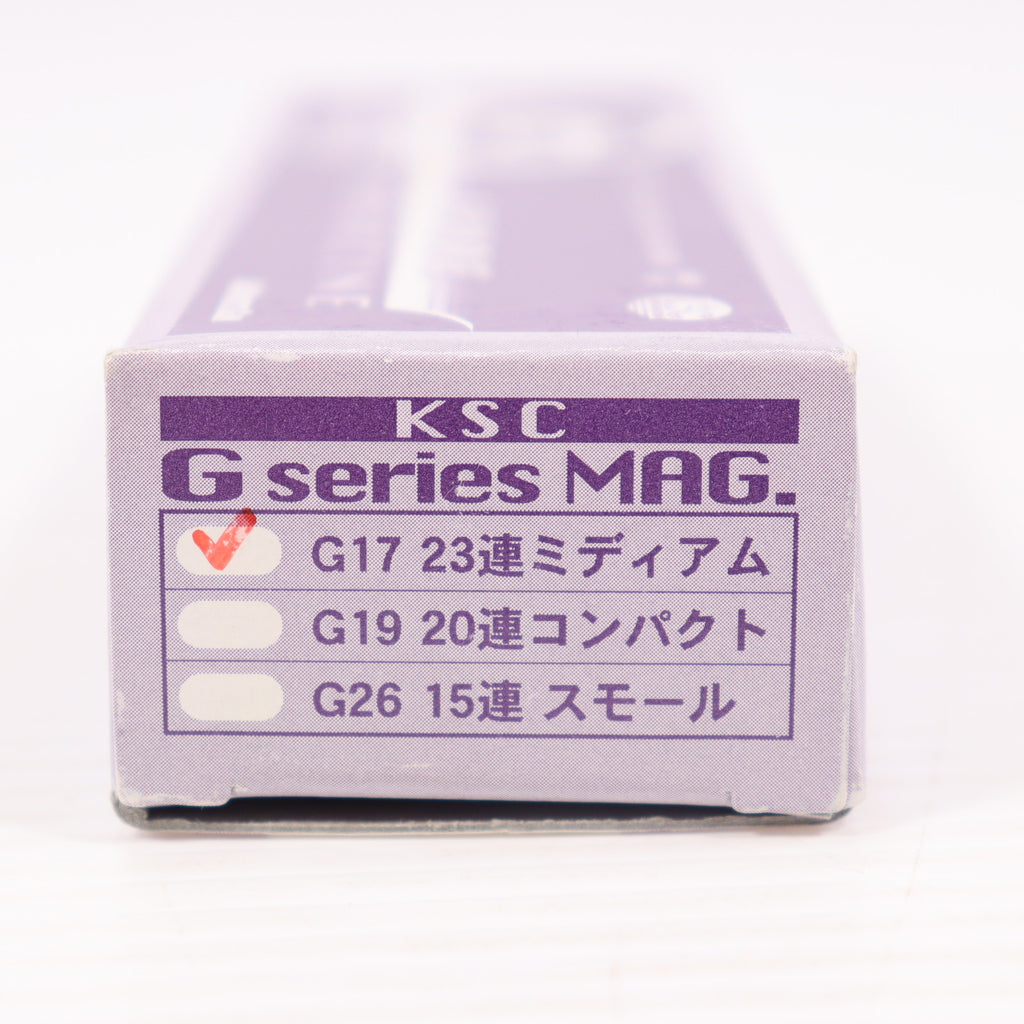 KSC
G series MAG.
G17 23連ミディアム
G19 20連コンパクト
G26 15連 スモール